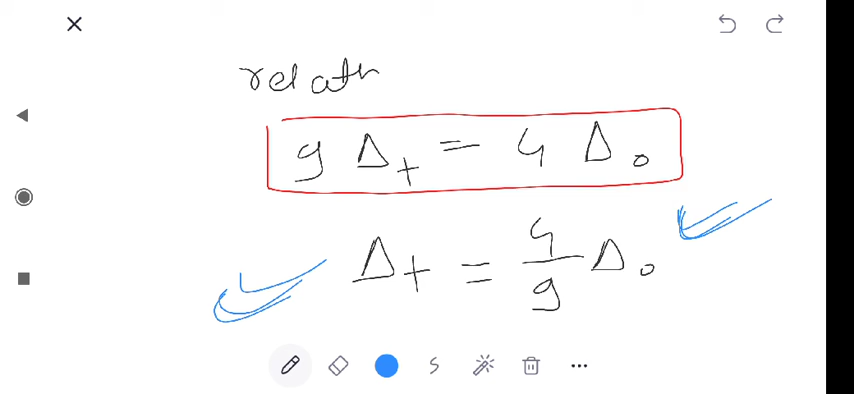 relatn
9 Δt = 4 Δo
Δt = 4/9 Δo